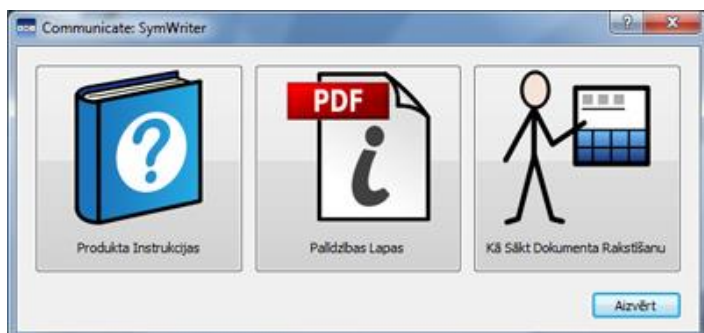 Communicate: SymWriter
?
PDF
i
Produkta Instrukcijas
Palīdzības Lapas
Kā Sākt Dokumenta Rakstīšanu
Aizvērt